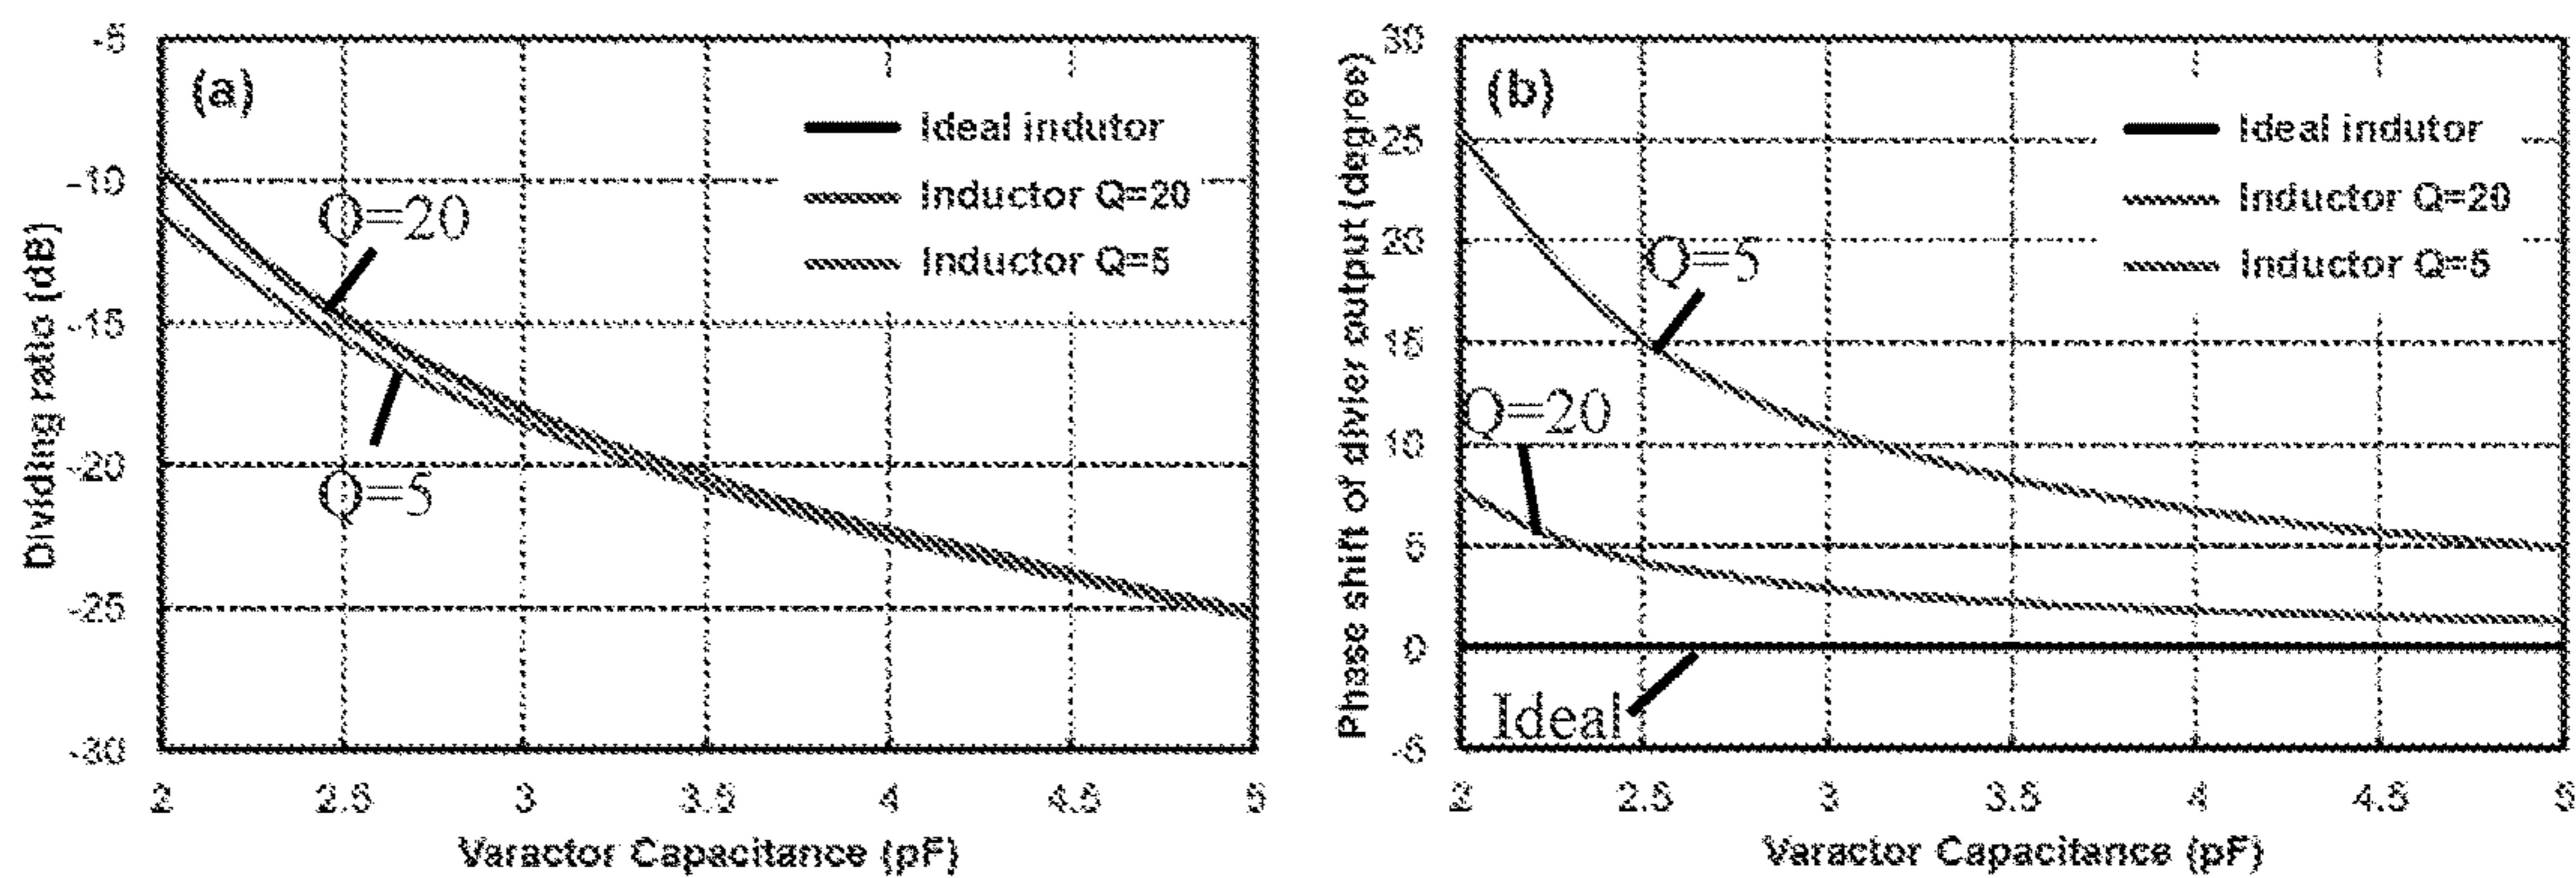 (a)
Dividing ratio (dB)
-5
-10
-15
-20
-25
-30
Ideal indutor
Inductor Q=20
Inductor Q=5
Q=20
Q=5
2 2.5 3 3.5 4 4.5 5
Varactor Capacitance (pF)
(b)
Phase shift of divier output (degree)
30
25
20
15
10
5
0
-5
Ideal indutor
Inductor Q=20
Inductor Q=5
Q=5
Q=20
Ideal
2 2.5 3 3.5 4 4.5 5
Varactor Capacitance (pF)